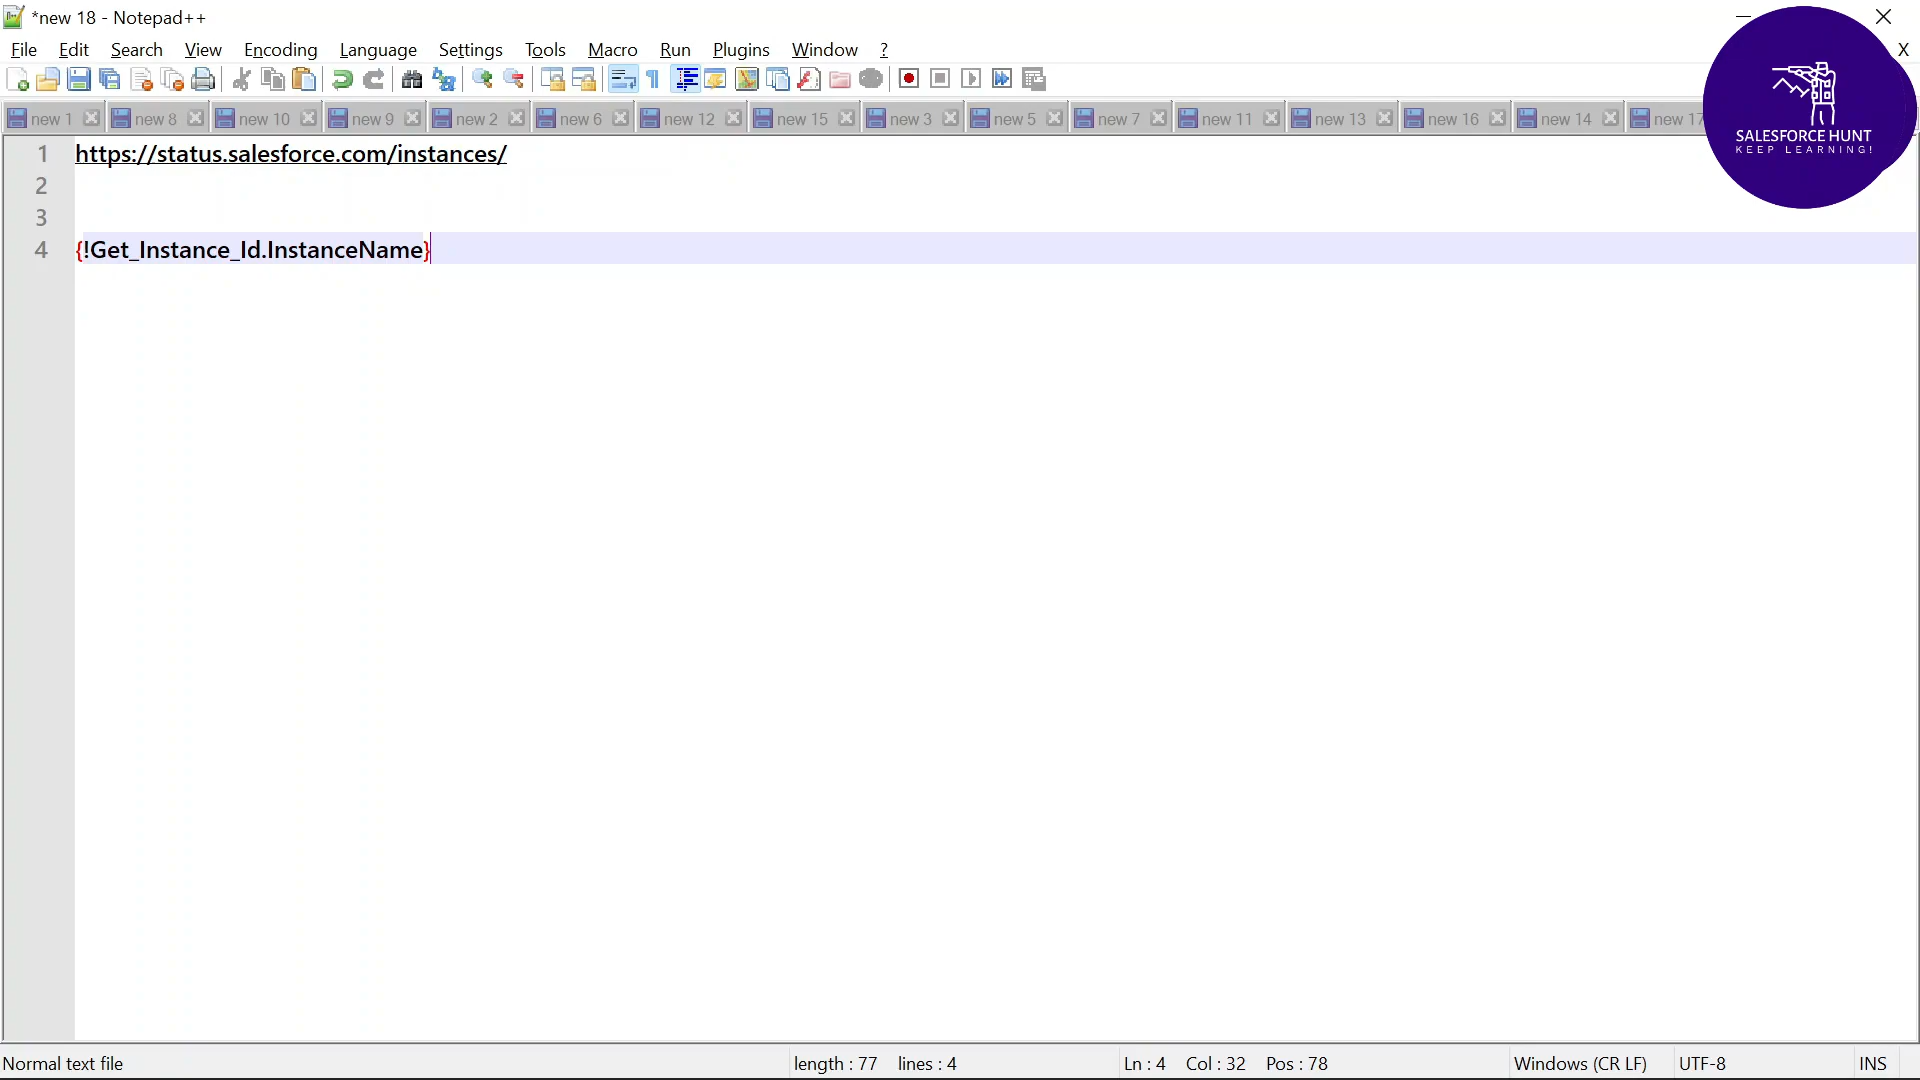 *new 18 - Notepad++
File Edit Search View Encoding Language Settings Tools Macro Run Plugins Window ?
X
new 1 new 8 new 10 new 9 new 2 new 6 new 12 new 15 new 3 new 5 new 7 new 11 new 13 new 16 new 14 new 17
SALESFORCE HUNT
KEEP LEARNING!
1 https://status.salesforce.com/instances/
2
3
4 {!Get_Instance_Id.InstanceName}
Normal text file length : 77 lines : 4 Ln : 4 Col : 32 Pos : 78 Windows (CR LF) UTF-8 INS